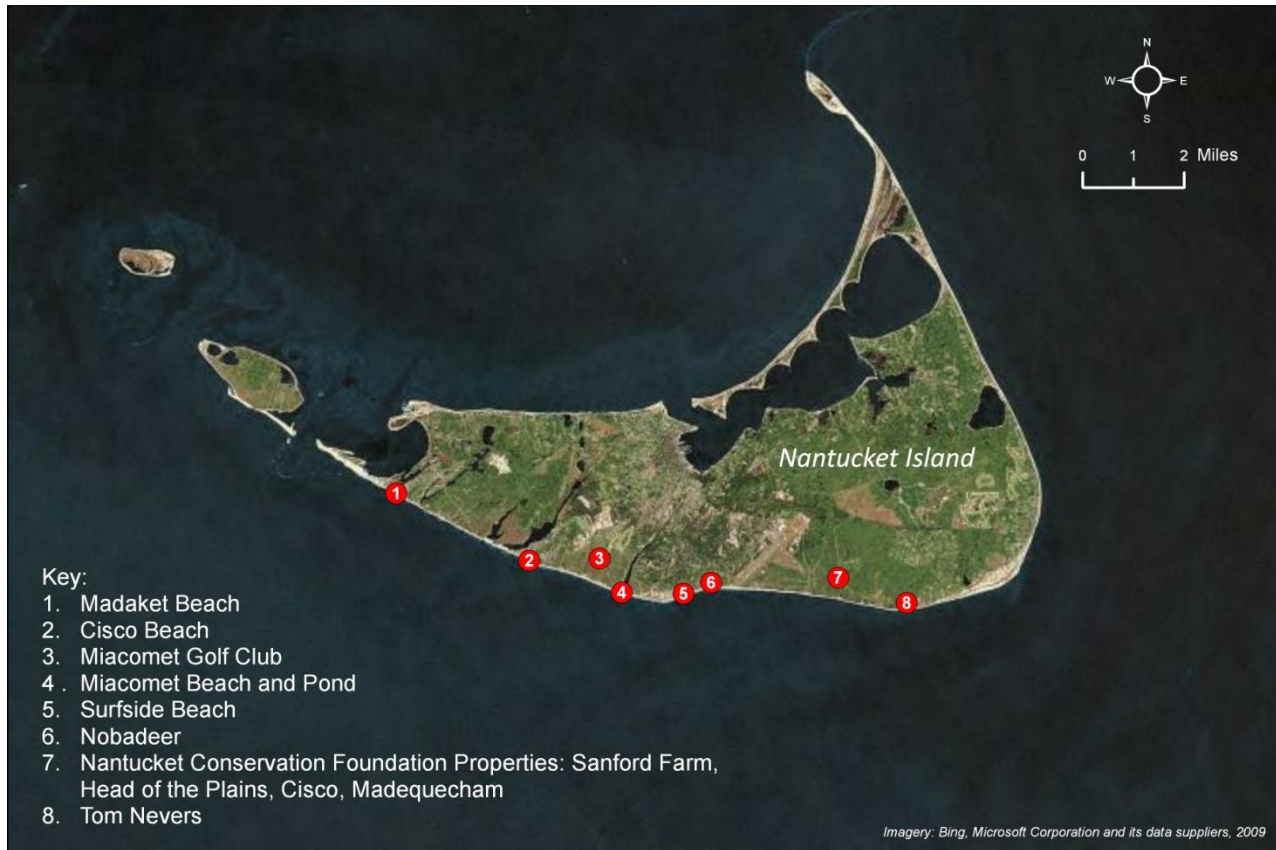 N
W E
S
0 1 2 Miles
Nantucket Island
1
2
3
4
5
6
7
8
Key:
1. Madaket Beach
2. Cisco Beach
3. Miacomet Golf Club
4 . Miacomet Beach and Pond
5. Surfside Beach
6. Nobadeer
7. Nantucket Conservation Foundation Properties: Sanford Farm,
Head of the Plains, Cisco, Madequecham
8. Tom Nevers
Imagery: Bing, Microsoft Corporation and its data suppliers, 2009